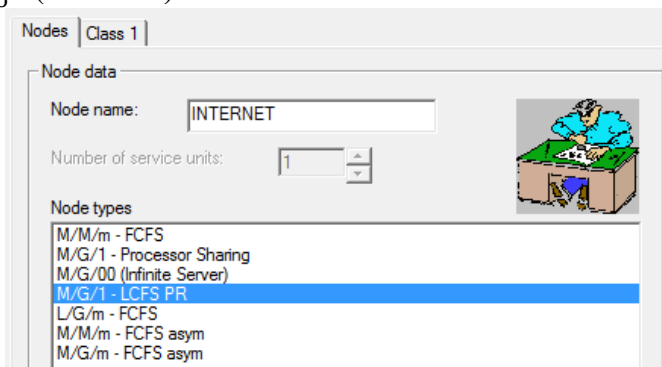 Nodes Class 1
Node data
Node name: INTERNET
Number of service units: 1
Node types
M/M/m - FCFS
M/G/1 - Processor Sharing
M/G/00 (Infinite Server)
M/G/1 - LCFS PR
L/G/m - FCFS
M/M/m - FCFS asym
M/G/m - FCFS asym